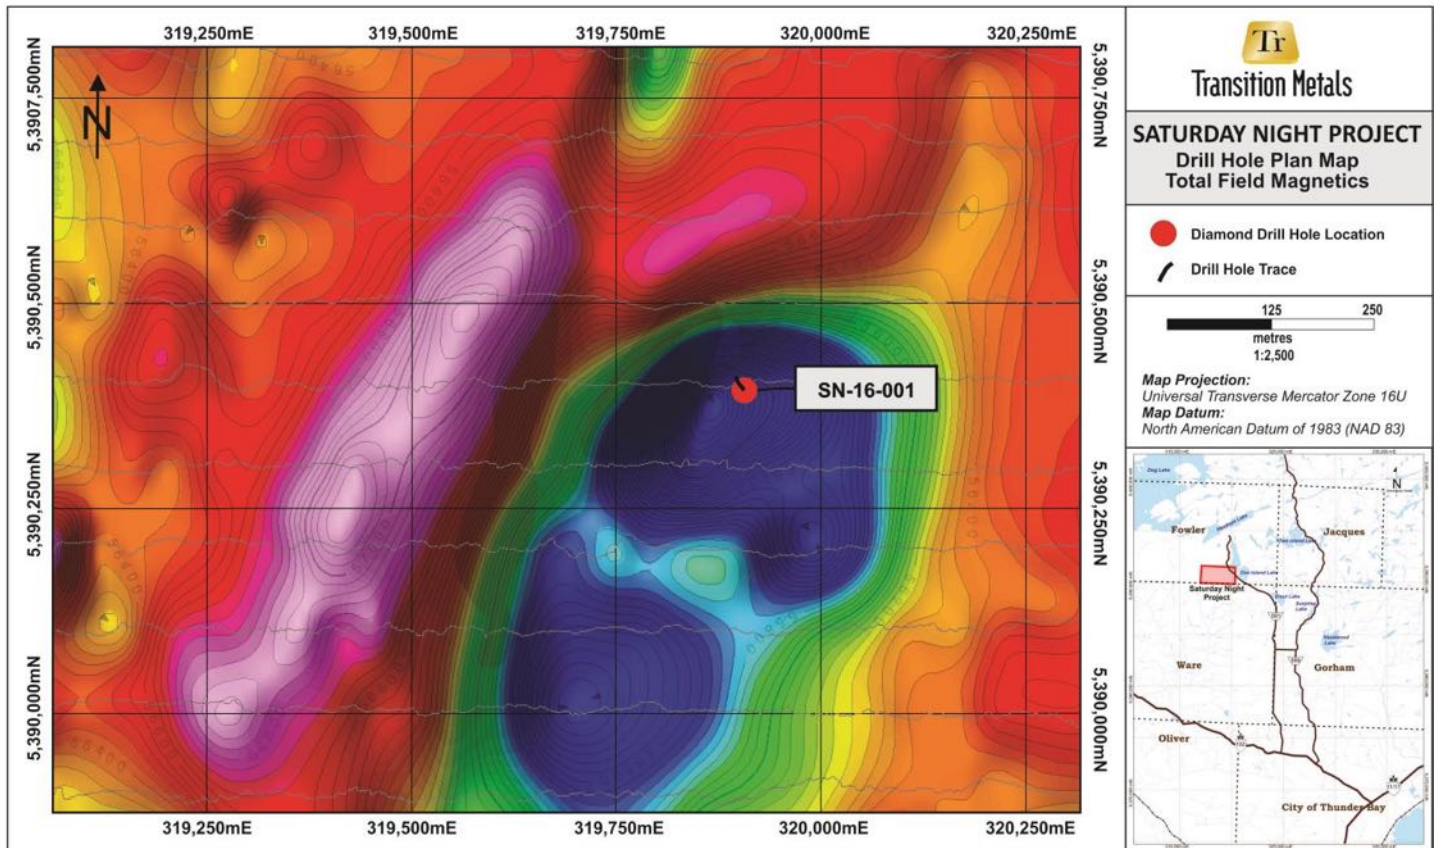 319,250mE 319,500mE 319,750mE 320,000mE 320,250mE
5,3907,500mN
5,390,500mN
5,390,250mN
5,390,000mN
N
56400
SN-16-001
5,390,750mN
5,390,500mN
5,390,250mN
5,390,000mN
319,250mE 319,500mE 319,750mE 320,000mE 320,250mE
Tr
Transition Metals
SATURDAY NIGHT PROJECT
Drill Hole Plan Map
Total Field Magnetics
Diamond Drill Hole Location
Drill Hole Trace
125 250
metres
1:2,500
Map Projection:
Universal Transverse Mercator Zone 16U
Map Datum:
North American Datum of 1983 (NAD 83)
Dog Lake
N
Fowler
Jacques
Saturday Night
Project
Ware
Gorham
Oliver
City of Thunder Bay